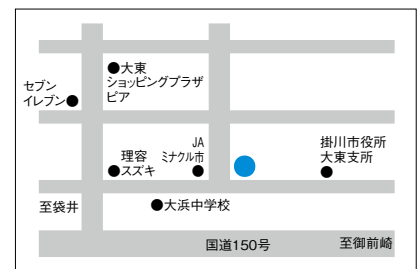 ●大東
ショッピングプラザ
ピア
セブン
イレブン●
JA
ミナクル市
●
理容
●スズキ
掛川市役所
大東支所
●
至袋井
●大浜中学校
国道150号
至御前崎